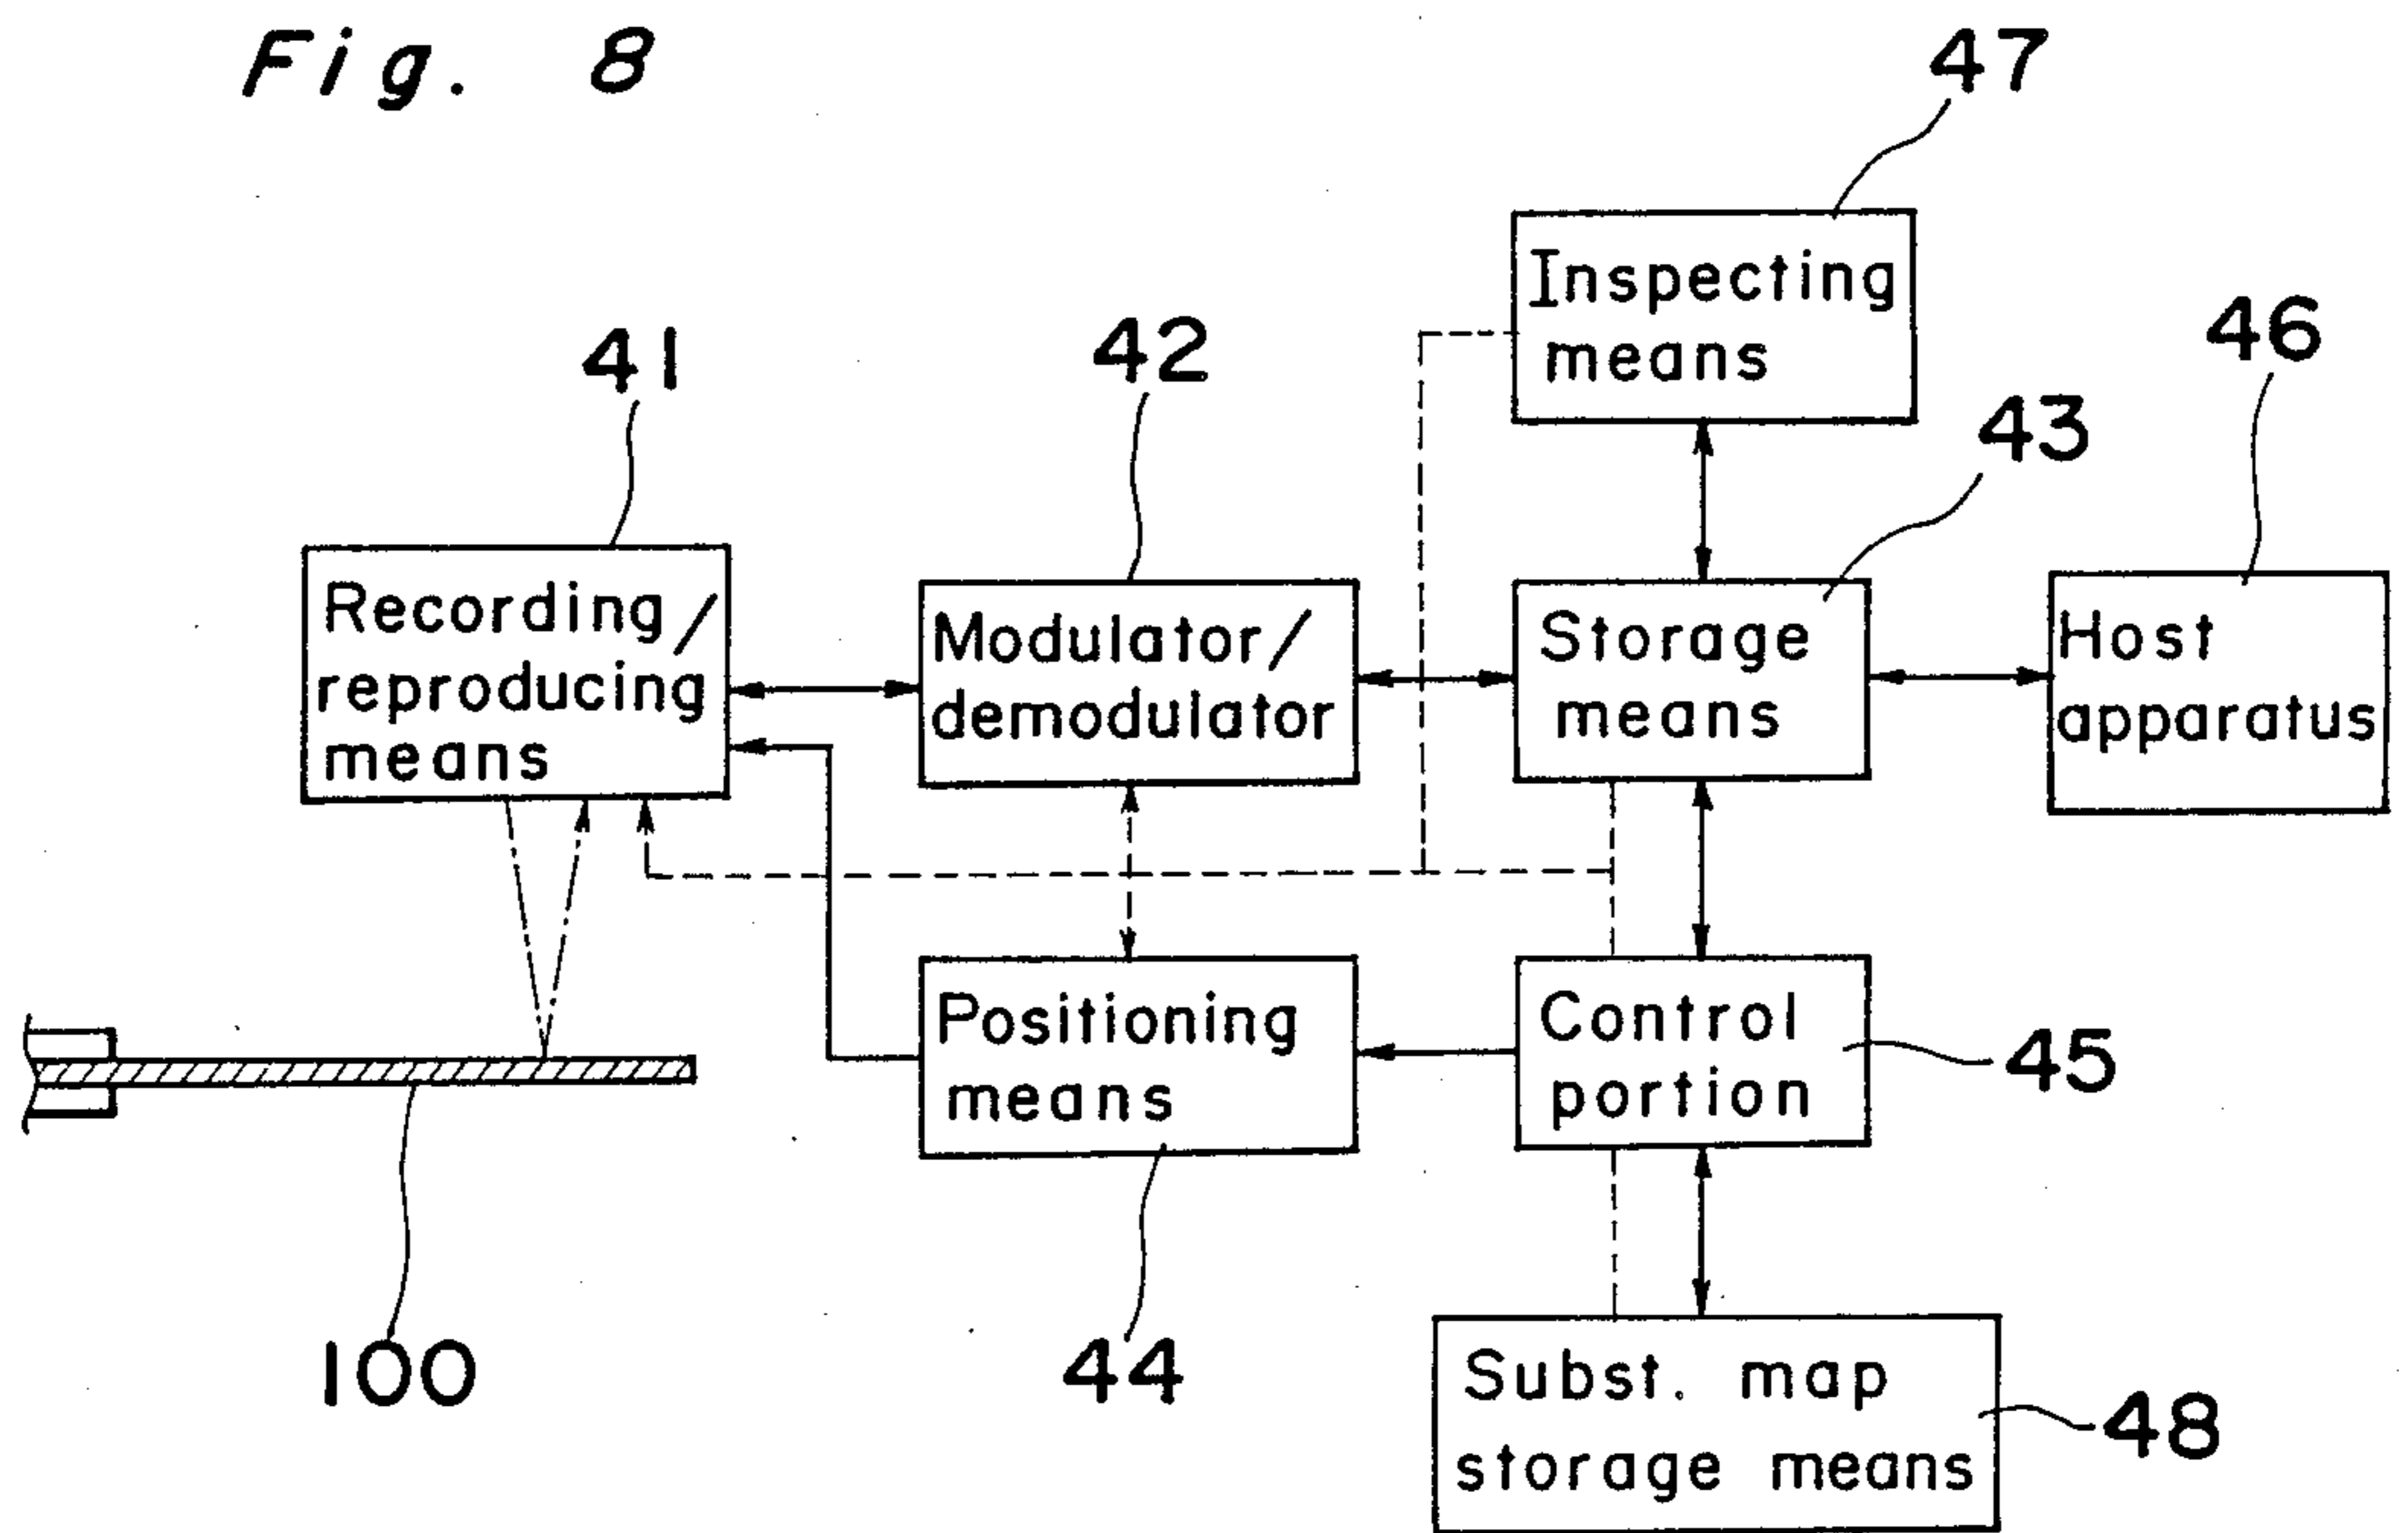 Fig. 8
47
Inspecting
means
46
41
42
43
Recording/
reproducing
means
Modulator/
demodulator
Storage
means
Host
apparatus
Positioning
means
Control
portion
45
100
44
Subst. map
storage means
48